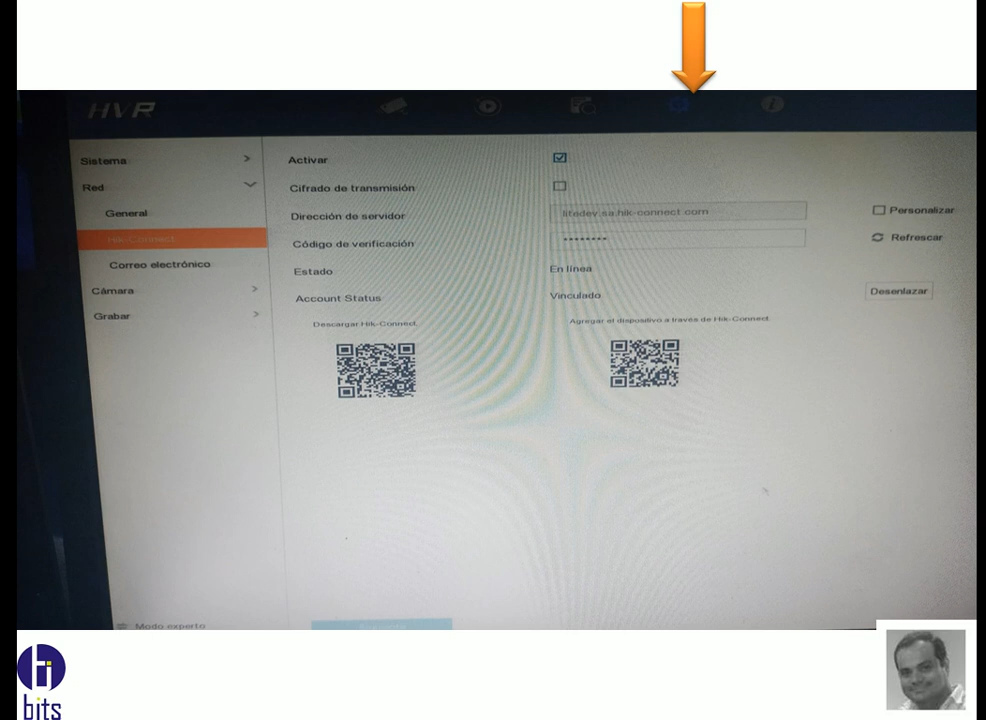 HVR
Sistema
Red
General
Hik-Connect
Correo electrónico
Cámara
Grabar
Modo experto
Activar
Cifrado de transmisión
Dirección de servidor litedev.sa.hik-connect.com Personalizar
Código de verificación ******** Refrescar
Estado En línea
Account Status Vinculado Desenlazar
Descargar Hik-Connect. Agregar el dispositivo a través de Hik-Connect.
bits